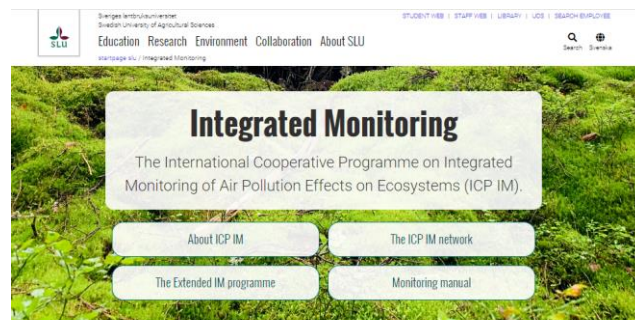 Sveriges lantbruksuniversitet
Swedish University of Agricultural Sciences
STUDENT WEB | STAFF WEB | LIBRARY | UDS | SEARCH EMPLOYEE
SLU
Education Research Environment Collaboration About SLU
Search Svenska
startpage slu / Integrated Monitoring
Integrated Monitoring
The International Cooperative Programme on Integrated
Monitoring of Air Pollution Effects on Ecosystems (ICP IM).
About ICP IM
The ICP IM network
The Extended IM programme
Monitoring manual